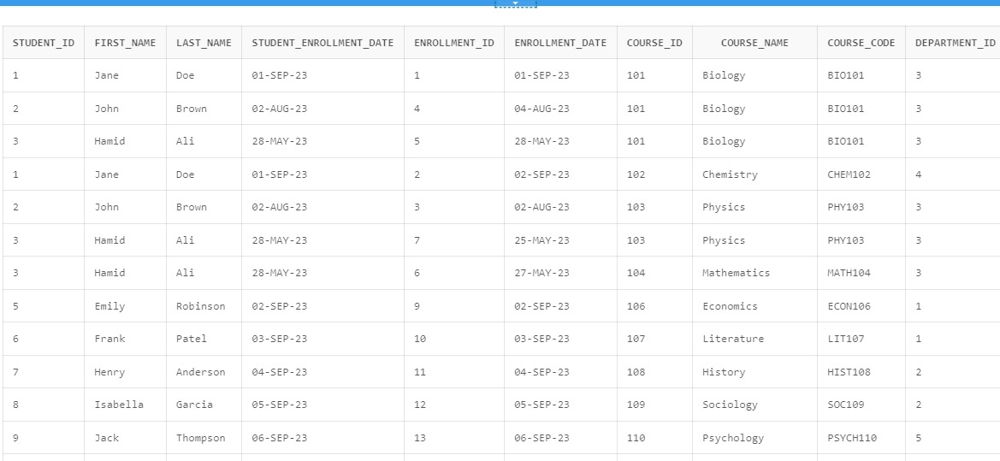 STUDENT_ID FIRST_NAME LAST_NAME STUDENT_ENROLLMENT_DATE ENROLLMENT_ID ENROLLMENT_DATE COURSE_ID COURSE_NAME COURSE_CODE DEPARTMENT_ID
1 Jane Doe 01-SEP-23 1 01-SEP-23 101 Biology BIO101 3
2 John Brown 02-AUG-23 4 04-AUG-23 101 Biology BIO101 3
3 Hamid Ali 28-MAY-23 5 28-MAY-23 101 Biology BIO101 3
1 Jane Doe 01-SEP-23 2 02-SEP-23 102 Chemistry CHEM102 4
2 John Brown 02-AUG-23 3 02-AUG-23 103 Physics PHY103 3
3 Hamid Ali 28-MAY-23 7 25-MAY-23 103 Physics PHY103 3
3 Hamid Ali 28-MAY-23 6 27-MAY-23 104 Mathematics MATH104 3
5 Emily Robinson 02-SEP-23 9 02-SEP-23 106 Economics ECON106 1
6 Frank Patel 03-SEP-23 10 03-SEP-23 107 Literature LIT107 1
7 Henry Anderson 04-SEP-23 11 04-SEP-23 108 History HIST108 2
8 Isabella Garcia 05-SEP-23 12 05-SEP-23 109 Sociology SOC109 2
9 Jack Thompson 06-SEP-23 13 06-SEP-23 110 Psychology PSYCH110 5